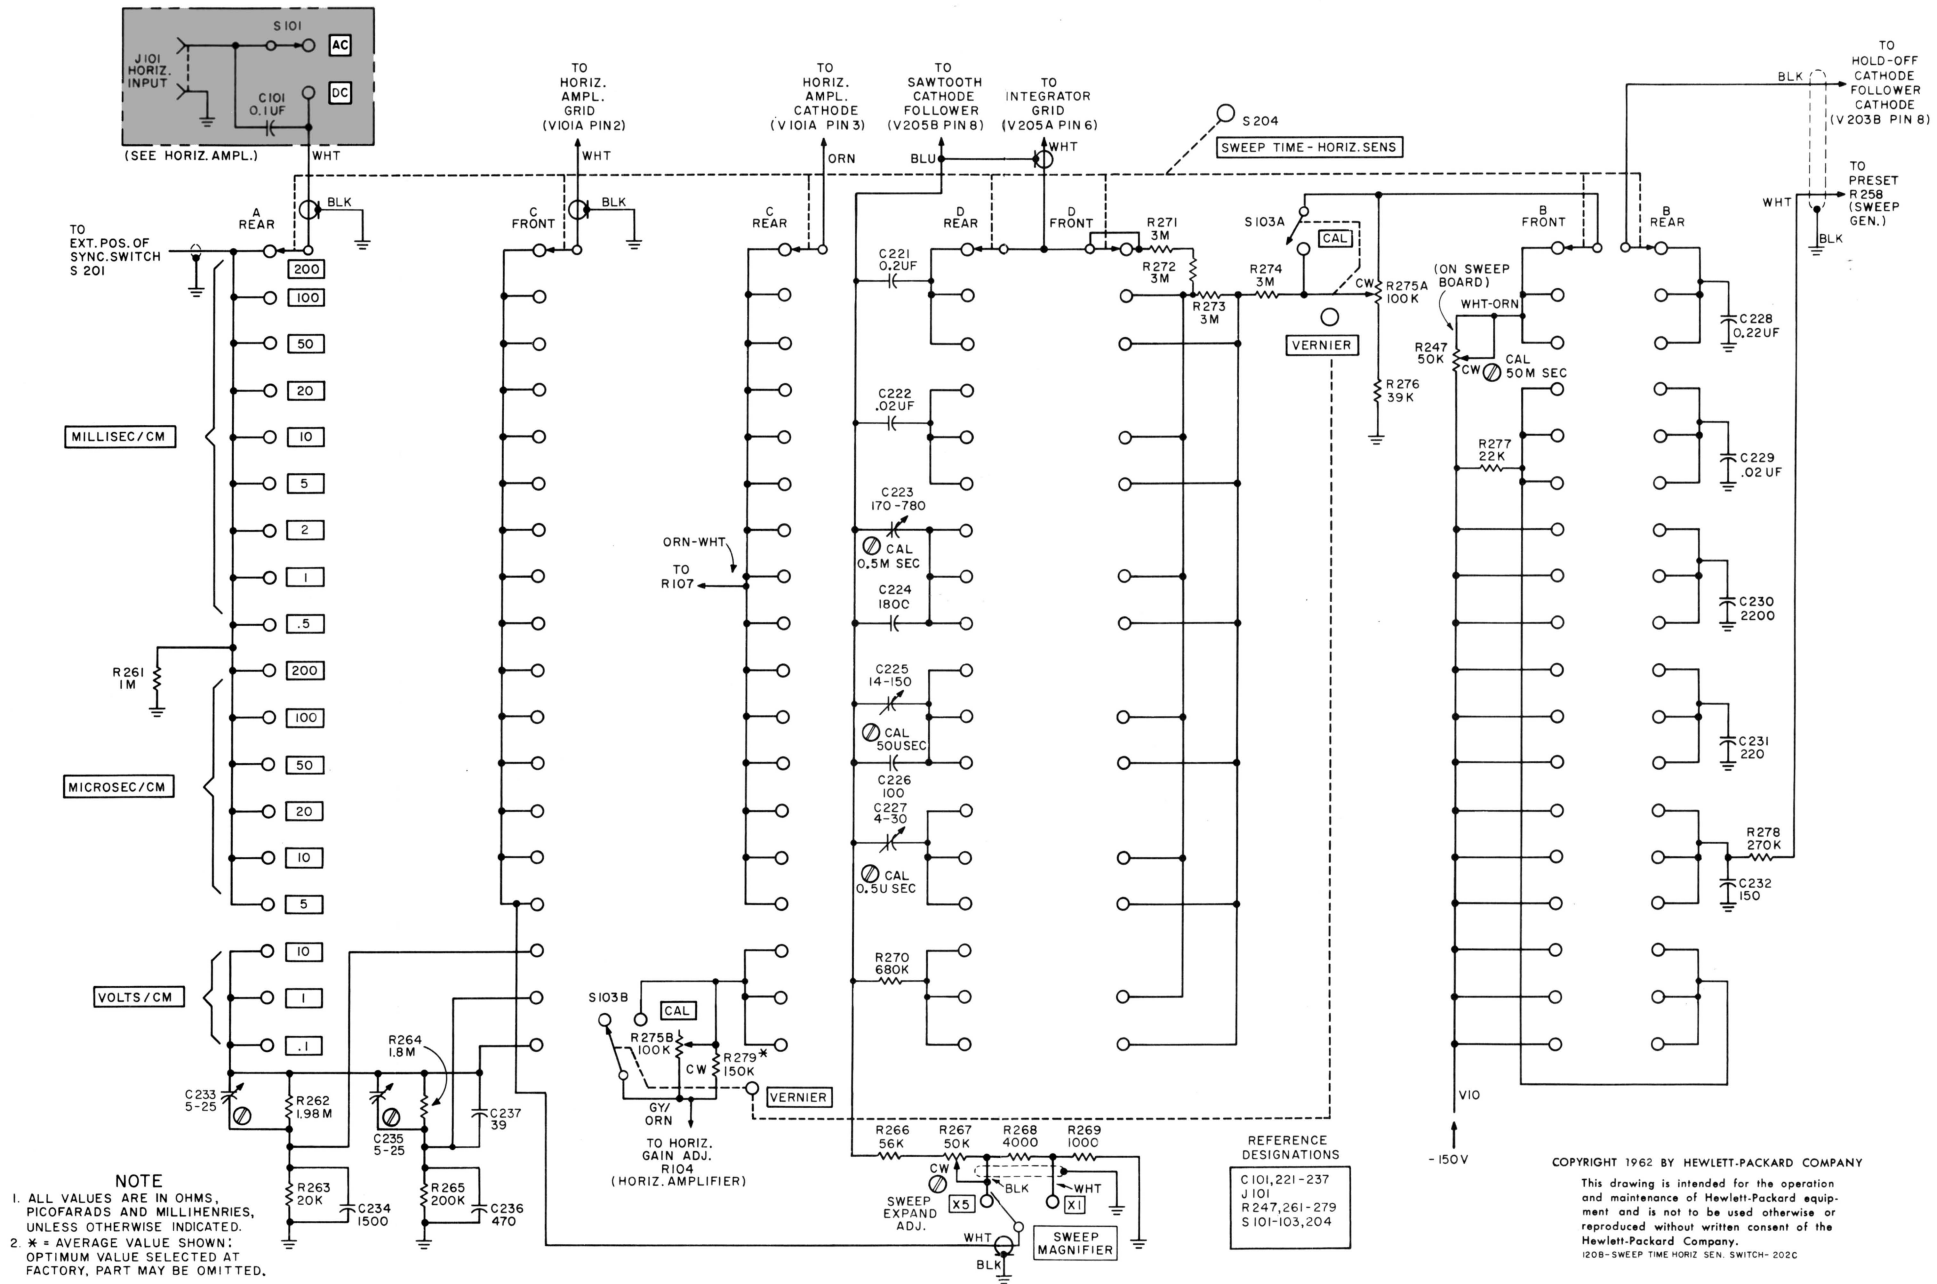 S101
AC
J101
HORIZ.
INPUT
C101
0.1UF
DC
(SEE HORIZ. AMPL.)
WHT
TO
HORIZ.
AMPL.
GRID
(V101A PIN 2)
WHT
TO
HORIZ.
AMPL.
CATHODE
(V101A PIN 3)
ORN
TO
SAWTOOTH
CATHODE
FOLLOWER
(V205B PIN 8)
BLU
TO
INTEGRATOR
GRID
(V205A PIN 6)
WHT
S204
SWEEP TIME-HORIZ. SENS
BLK
TO
HOLD-OFF
CATHODE
FOLLOWER
CATHODE
(V203B PIN 8)
TO
PRESET
R258
(SWEEP
GEN.)
WHT
BLK
A
REAR
BLK
C
FRONT
BLK
C
REAR
D
REAR
D
FRONT
B
FRONT
B
REAR
TO
EXT. POS. OF
SYNC. SWITCH
S 201
MILLISEC/CM
200
100
50
20
10
5
2
1
.5
MICROSEC/CM
200
100
50
20
10
5
VOLTS/CM
10
1
.1
R261
1M
ORN-WHT
TO
R107
C221
0.2UF
C222
.02UF
C223
170-780
CAL
0.5M SEC
C224
180C
C225
14-150
CAL
50USEC
C226
100
C227
4-30
CAL
0.5U SEC
R270
680K
R271
3M
R272
3M
R273
3M
R274
3M
S103A
CAL
CW
R275A
100K
VERNIER
R276
39K
(ON SWEEP
BOARD)
WHT-ORN
R247
50K
CW
CAL
50M SEC
R277
22K
C228
0.22UF
C229
.02UF
C230
2200
C231
220
R278
270K
C232
150
V10
-150V
S103B
CAL
R275B
100K
CW
R279*
150K
VERNIER
GY/
ORN
TO HORIZ.
GAIN ADJ.
R104
(HORIZ. AMPLIFIER)
C233
5-25
R262
1.98M
R264
1.8M
C235
5-25
C237
39
R263
20K
C234
1500
R265
200K
C236
470
R266
56K
R267
50K
R268
4000
R269
1000
CW
SWEEP
EXPAND
ADJ.
BLK
WHT
X5
X1
WHT
BLK
SWEEP
MAGNIFIER
REFERENCE
DESIGNATIONS
C101,221-237
J101
R247,261-279
S101-103,204
NOTE
1. ALL VALUES ARE IN OHMS,
PICOFARADS AND MILLIHENRIES,
UNLESS OTHERWISE INDICATED.
2. * = AVERAGE VALUE SHOWN:
OPTIMUM VALUE SELECTED AT
FACTORY, PART MAY BE OMITTED.
COPYRIGHT 1962 BY HEWLETT-PACKARD COMPANY
This drawing is intended for the operation
and maintenance of Hewlett-Packard equip-
ment and is not to be used otherwise or
reproduced without written consent of the
Hewlett-Packard Company.
120B-SWEEP TIME HORIZ SEN. SWITCH-202C